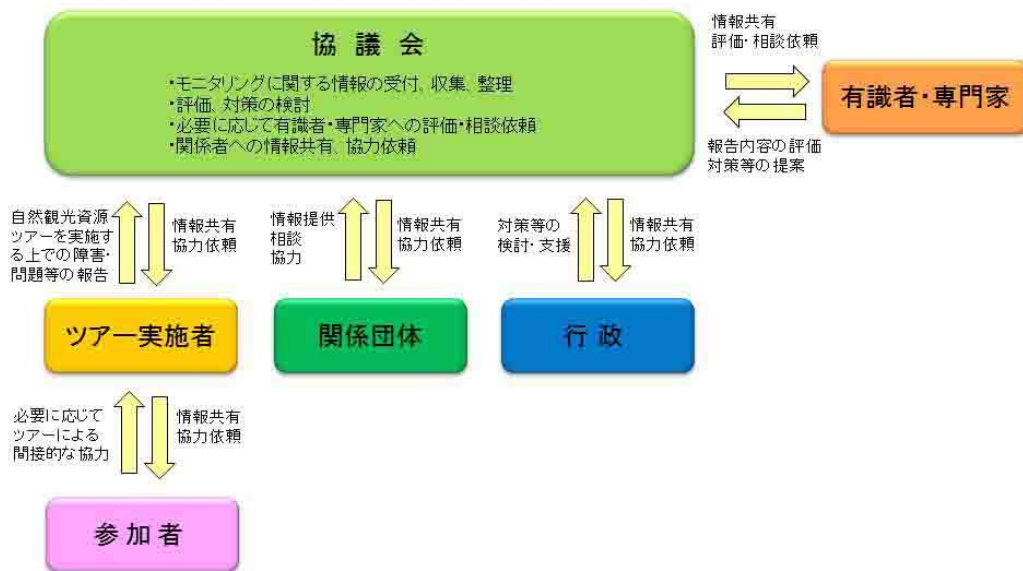 協 議 会
・モニタリングに関する情報の受付、収集、整理
・評価、対策の検討
・必要に応じて有識者・専門家への評価・相談依頼
・関係者への情報共有、協力依頼
情報共有
評価・相談依頼
有識者・専門家
報告内容の評価
対策等の提案
自然観光資源
ツアーを実施す
る上での障害・
問題等の報告
情報共有
協力依頼
情報提供
相談
協力
情報共有
協力依頼
対策等の
検討・支援
情報共有
協力依頼
ツアー実施者
関係団体
行 政
必要に応じて
ツアーによる
間接的な協力
情報共有
協力依頼
参 加 者